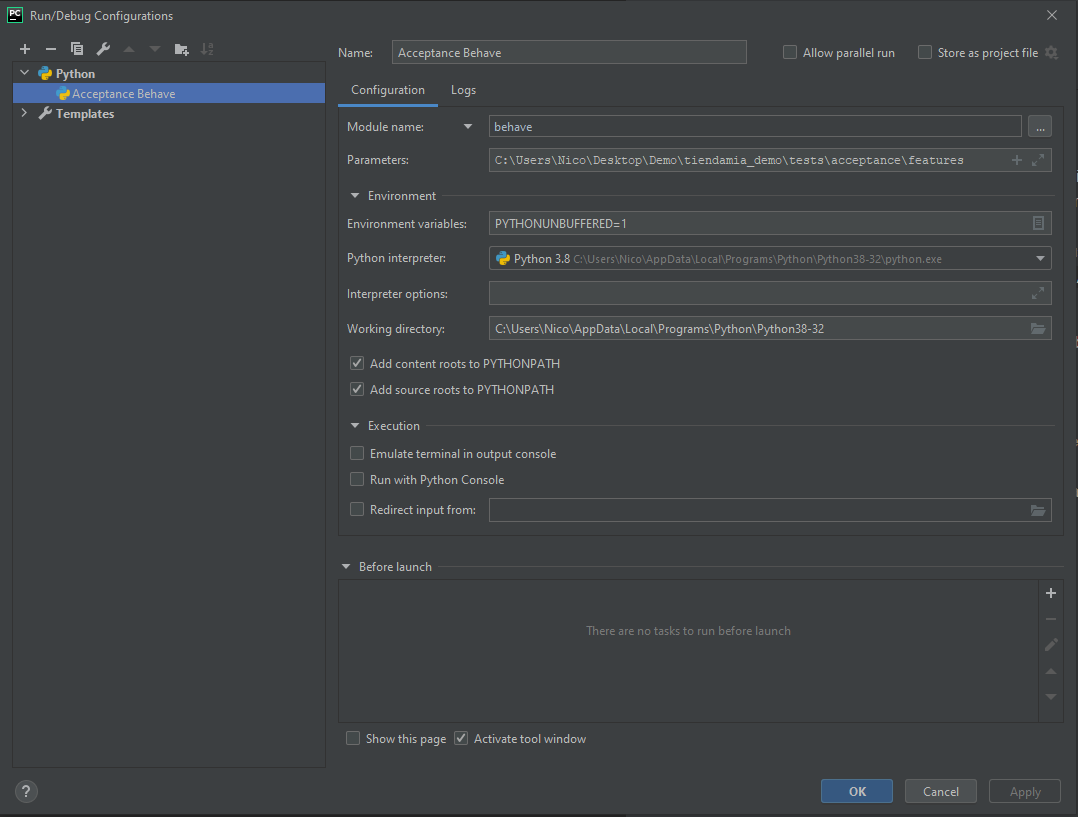 PC Run/Debug Configurations
Name: Acceptance Behave Allow parallel run Store as project file
Python
Acceptance Behave
Templates
Configuration Logs
Module name: behave ...
Parameters: C:\Users\Nico\Desktop\Demo\tiendamia_demo\tests\acceptance\features
Environment
Environment variables: PYTHONUNBUFFERED=1
Python interpreter: Python 3.8 C:\Users\Nico\AppData\Local\Programs\Python\Python38-32\python.exe
Interpreter options:
Working directory: C:\Users\Nico\AppData\Local\Programs\Python\Python38-32
Add content roots to PYTHONPATH
Add source roots to PYTHONPATH
Execution
Emulate terminal in output console
Run with Python Console
Redirect input from:
Before launch
There are no tasks to run before launch
Show this page Activate tool window
? OK Cancel Apply